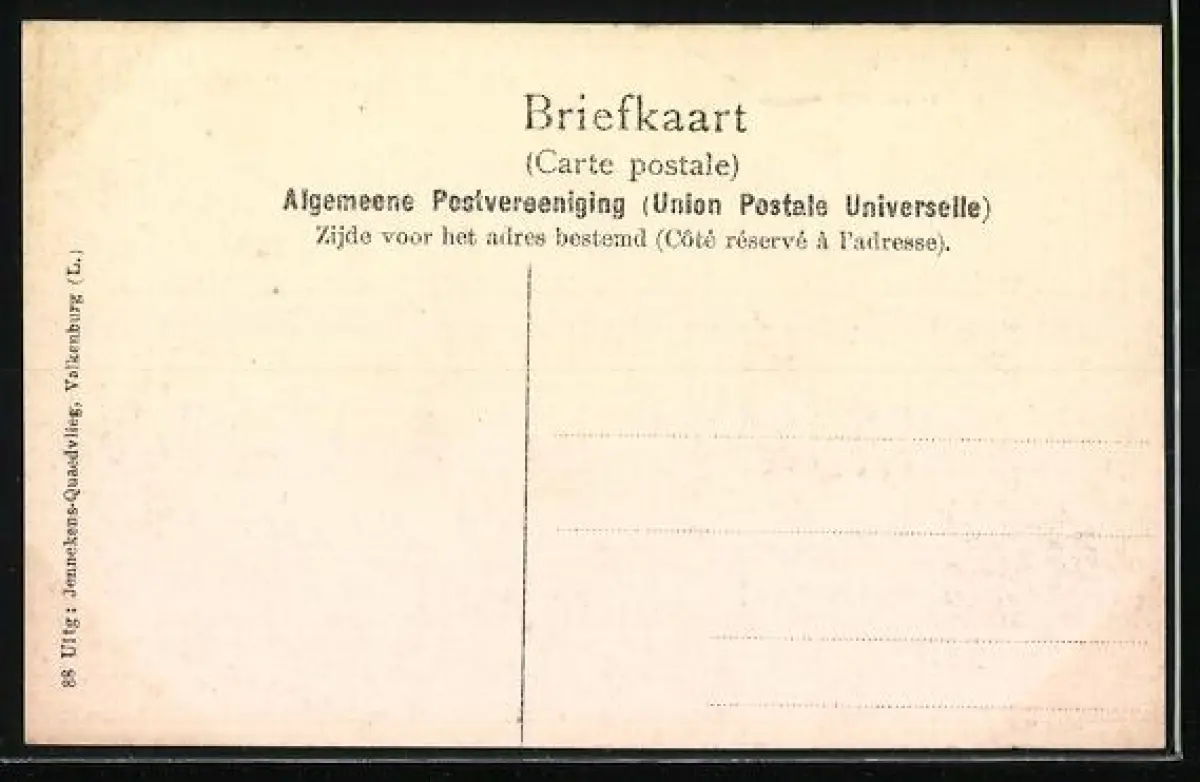 Briefkaart
(Carte postale)
Algemeene Postvereeniging (Union Postale Universelle)
Zijde voor het adres bestemd (Côté réservé à l'adresse).
88 Uitg: Jennekens-Quaedvlieg, Valkenburg (L.)